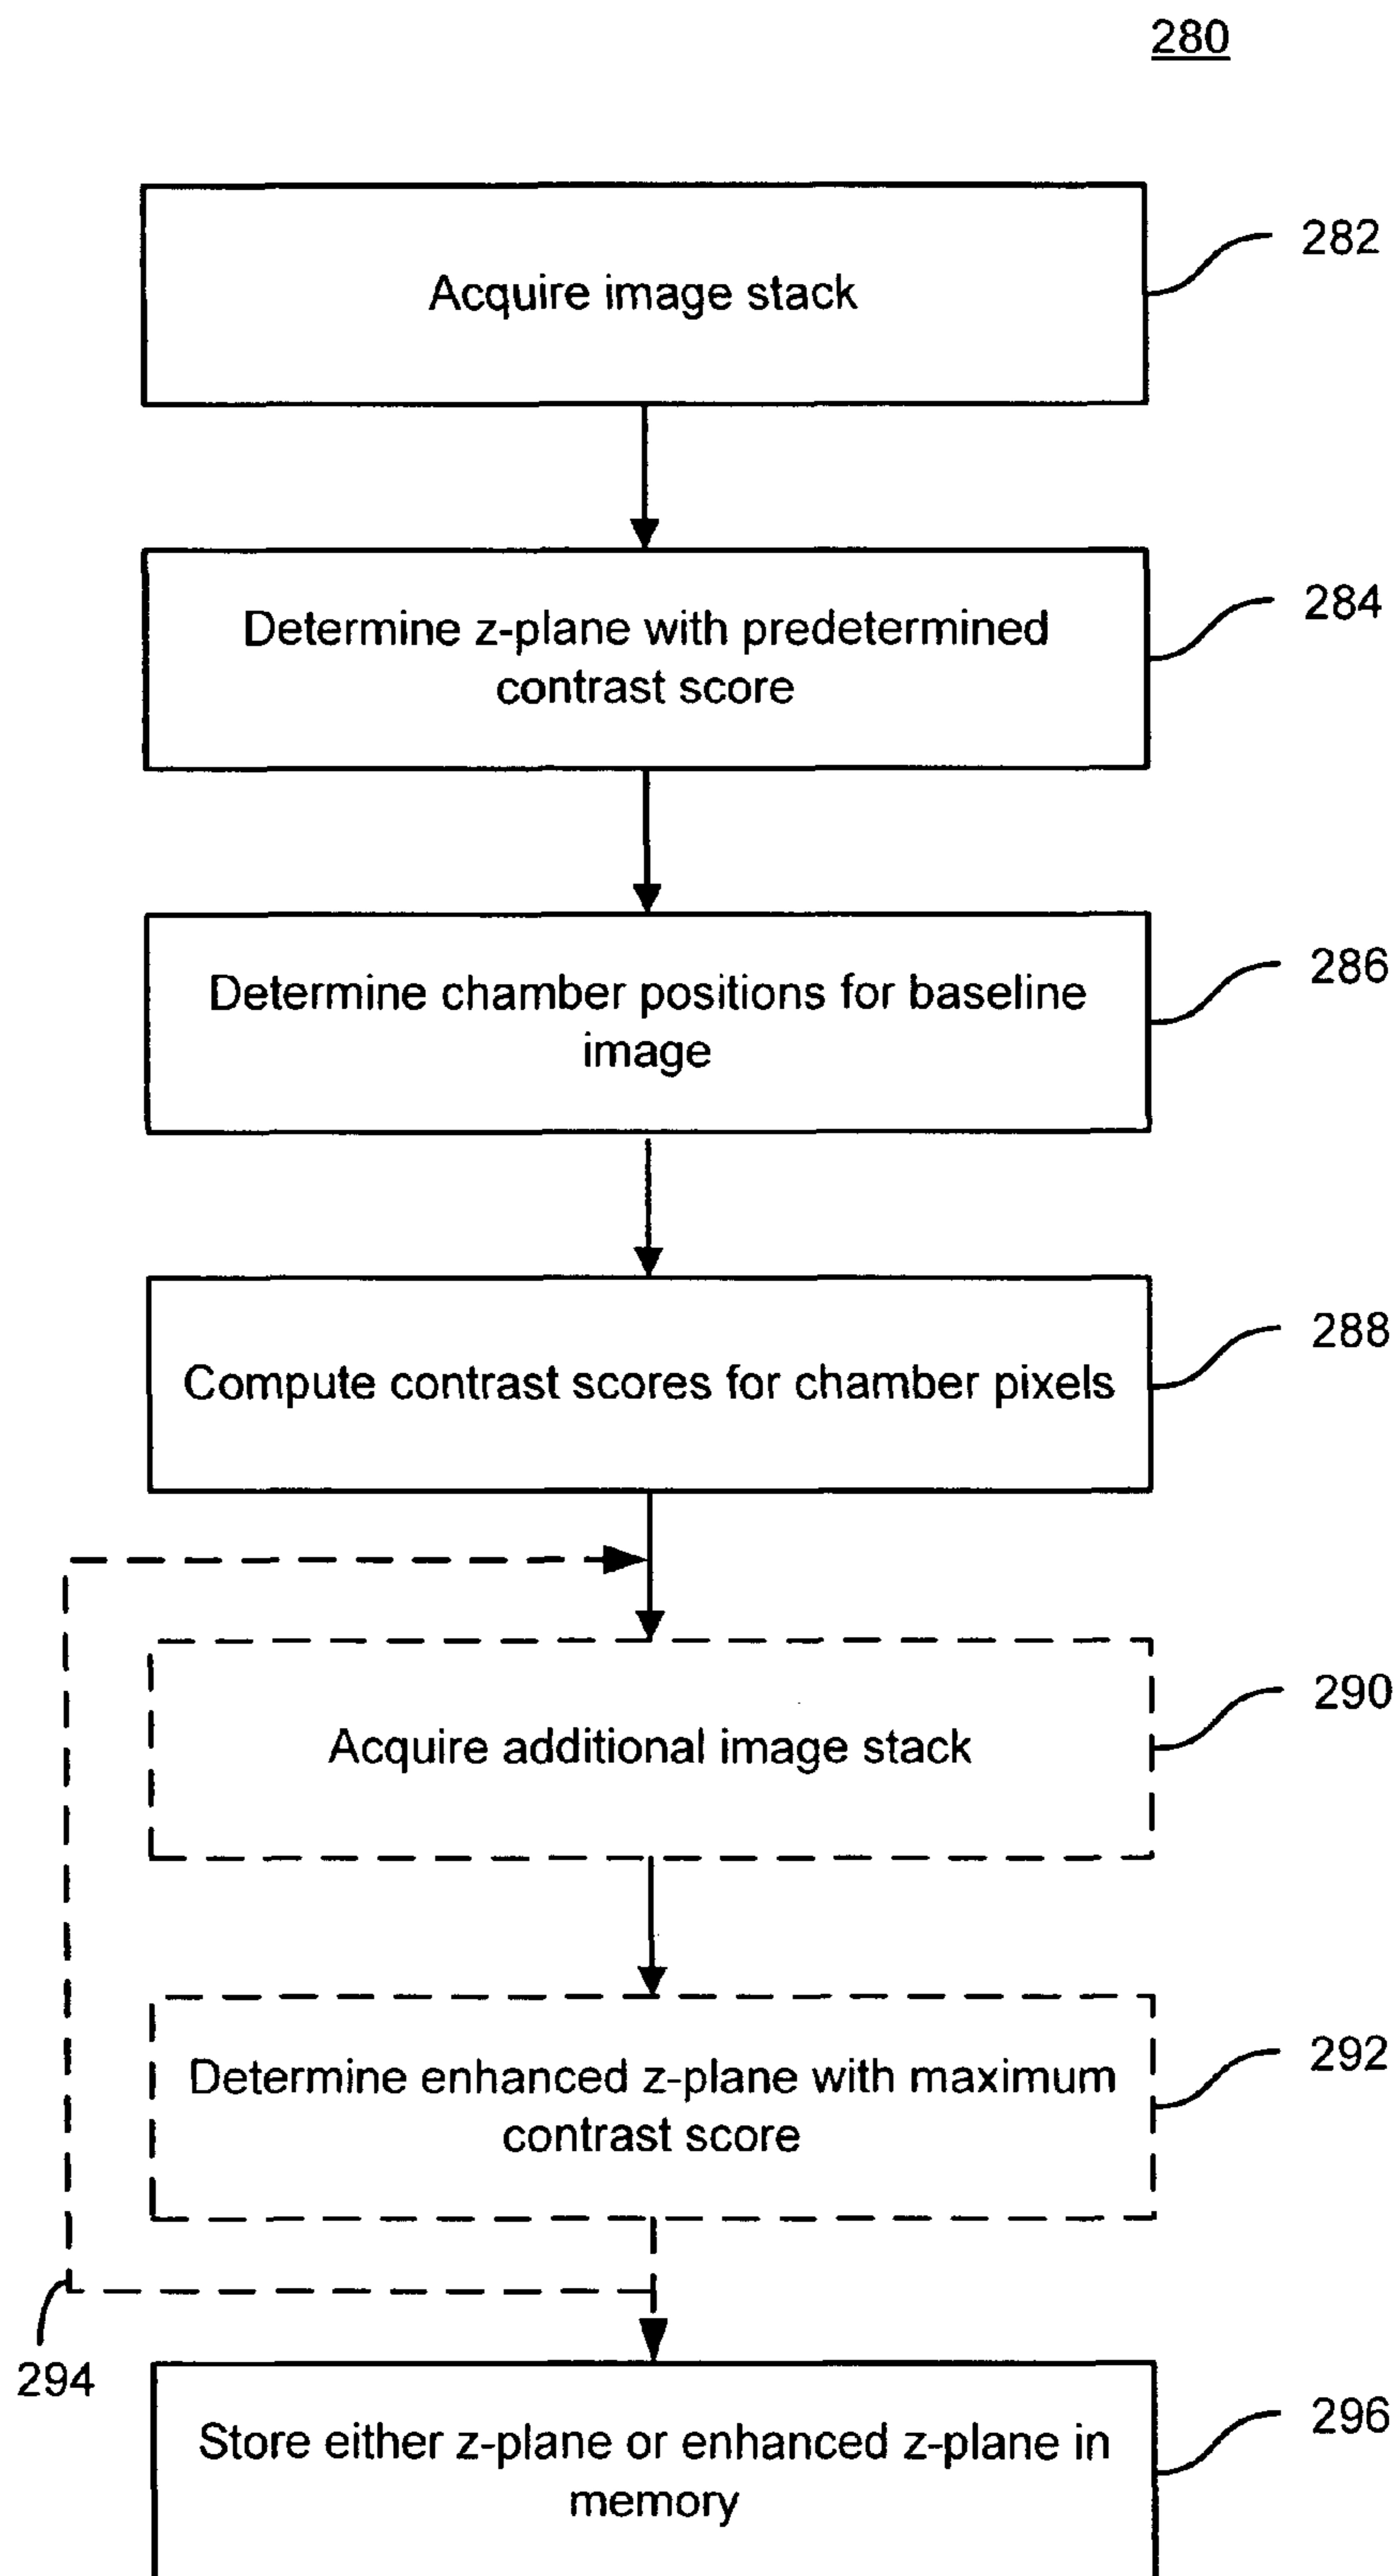 280
Acquire image stack
282
Determine z-plane with predetermined
contrast score
284
Determine chamber positions for baseline
image
286
Compute contrast scores for chamber pixels
288
Acquire additional image stack
290
Determine enhanced z-plane with maximum
contrast score
292
294
Store either z-plane or enhanced z-plane in
memory
296